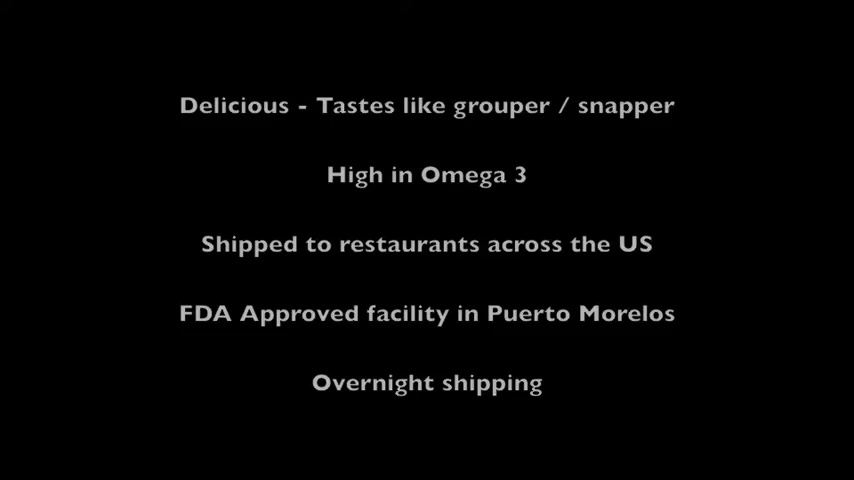 Delicious - Tastes like grouper / snapper
High in Omega 3
Shipped to restaurants across the US
FDA Approved facility in Puerto Morelos
Overnight shipping